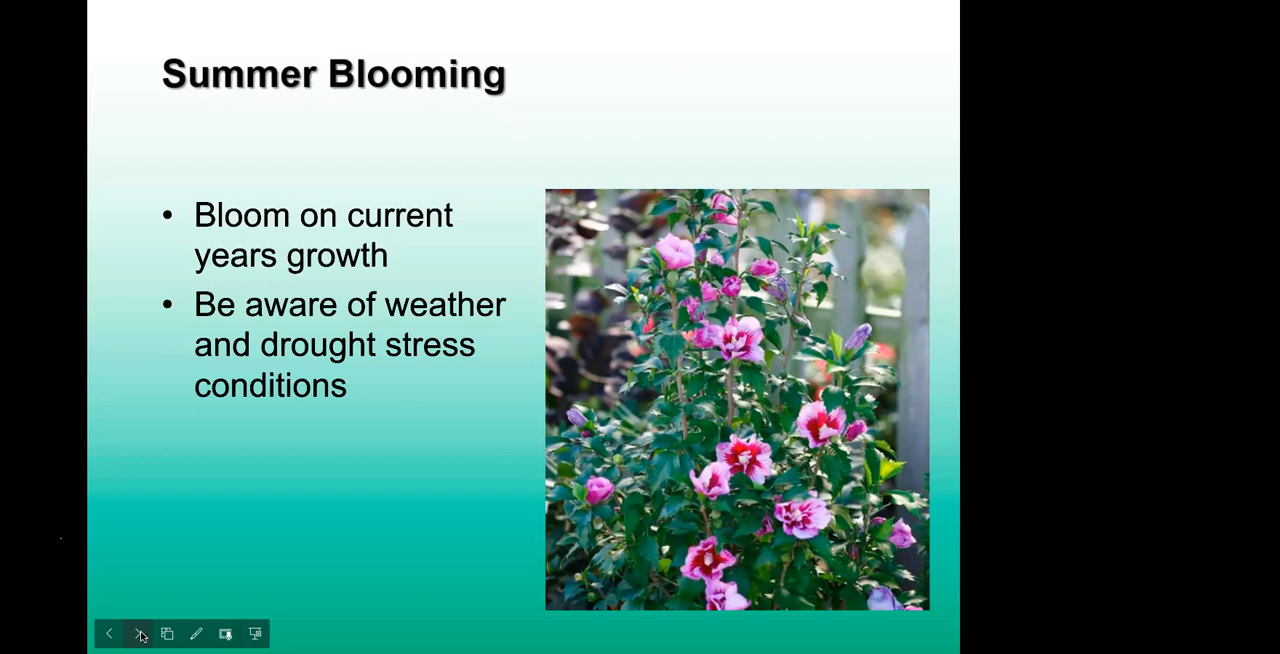 Summer Blooming
• Bloom on current
years growth
• Be aware of weather
and drought stress
conditions